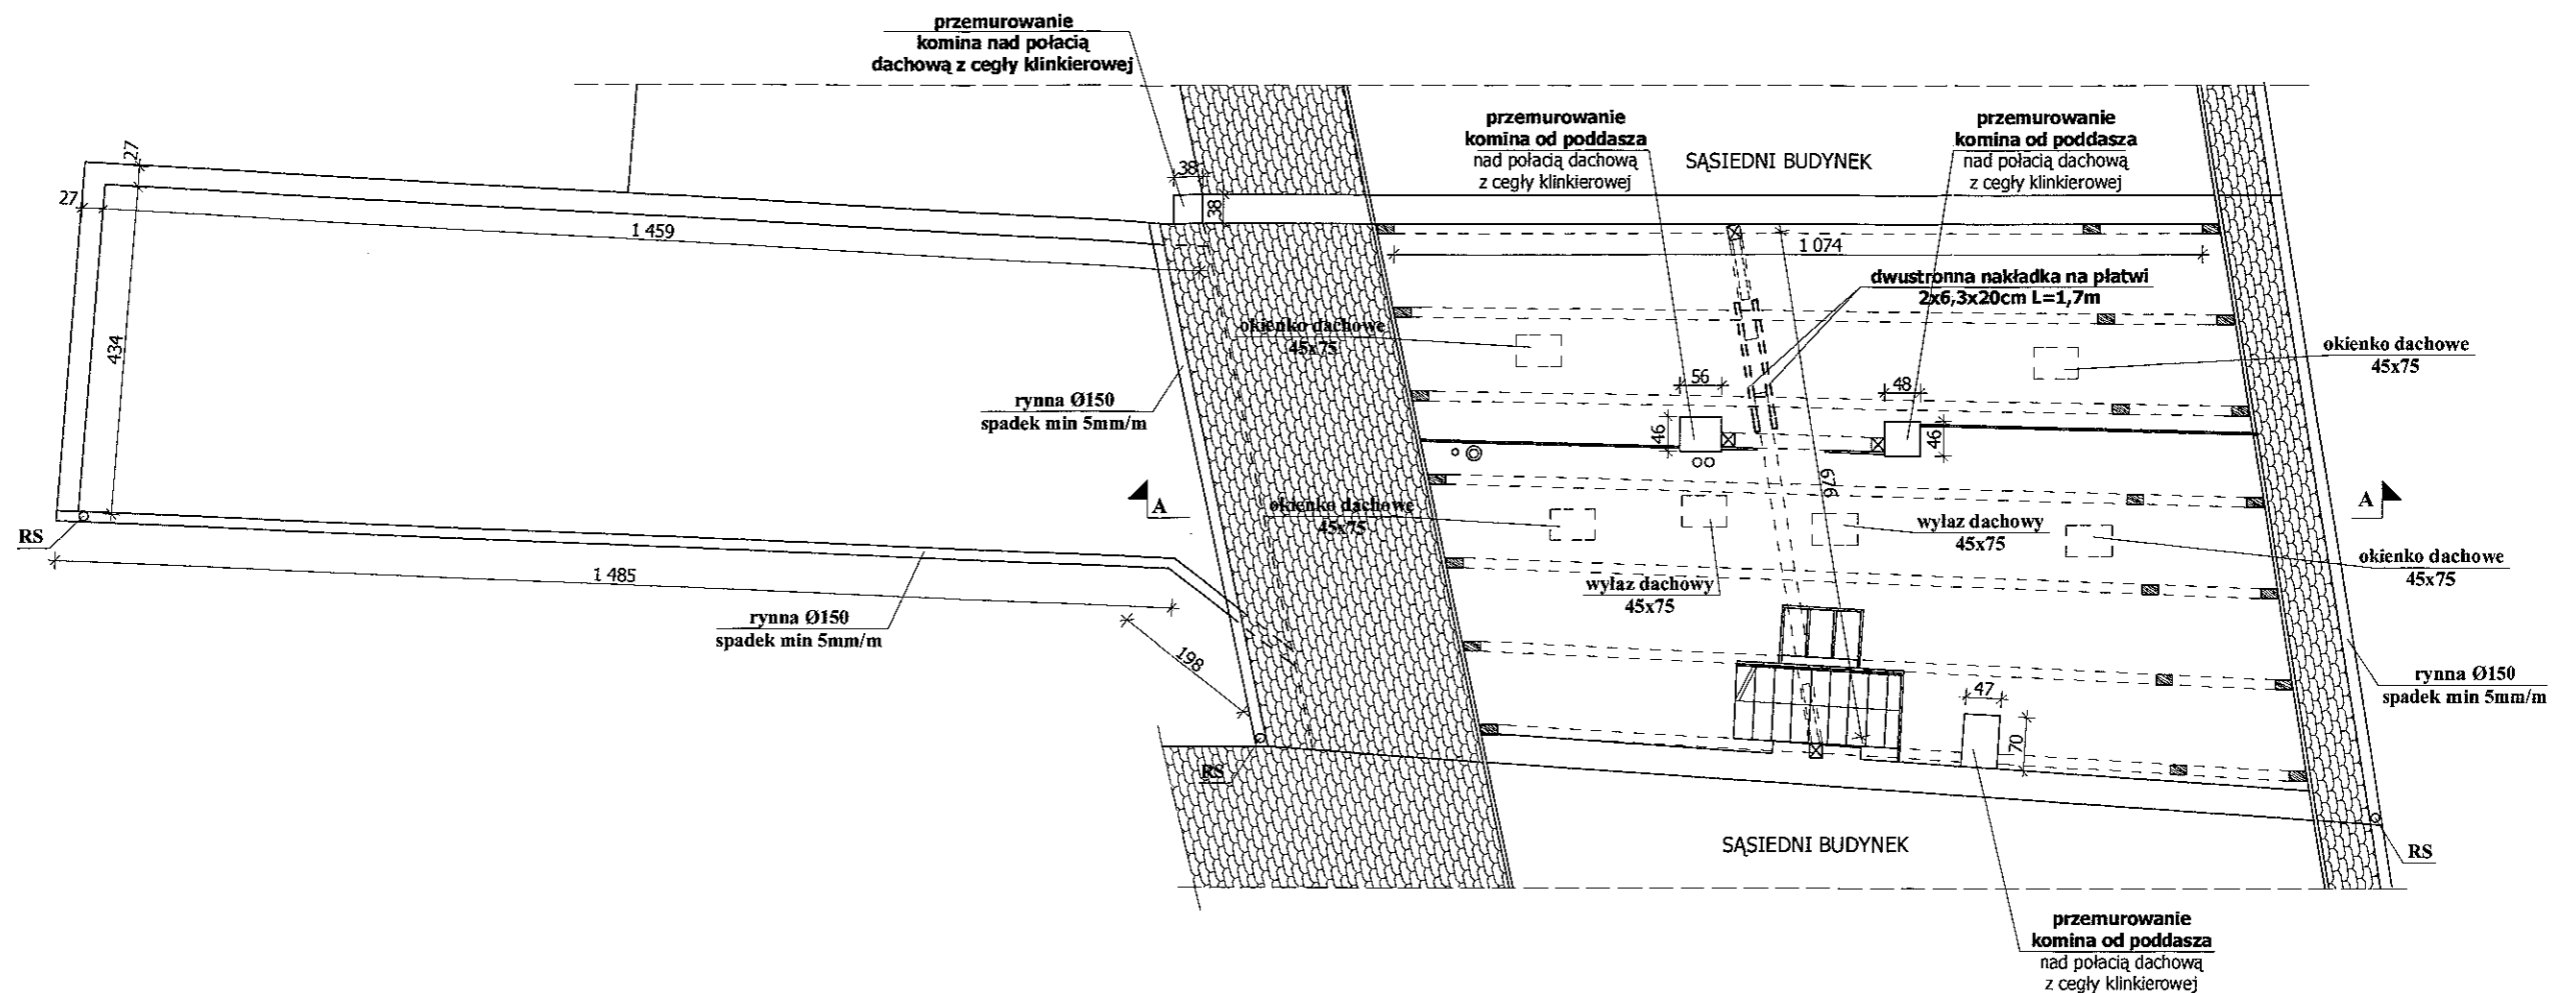 przemurowanie
komina nad połacią
dachową z cegły klinkierowej
przemurowanie
komina od poddasza
nad połacią dachową
z cegły klinkierowej
SĄSIEDNI BUDYNEK
przemurowanie
komina od poddasza
nad połacią dachową
z cegły klinkierowej
27
27
38
38
1 459
1 074
dwustronna nakładka na płatwi
2x6,3x20cm L=1,7m
434
okienko dachowe
45x75
okienko dachowe
45x75
rynna Ø150
spadek min 5mm/m
56
48
46
46
676
A
A
okienko dachowe
45x75
wyłaz dachowy
45x75
okienko dachowe
45x75
wyłaz dachowy
45x75
RS
1 485
rynna Ø150
spadek min 5mm/m
198
rynna Ø150
spadek min 5mm/m
47
70
RS
SĄSIEDNI BUDYNEK
RS
przemurowanie
komina od poddasza
nad połacią dachową
z cegły klinkierowej